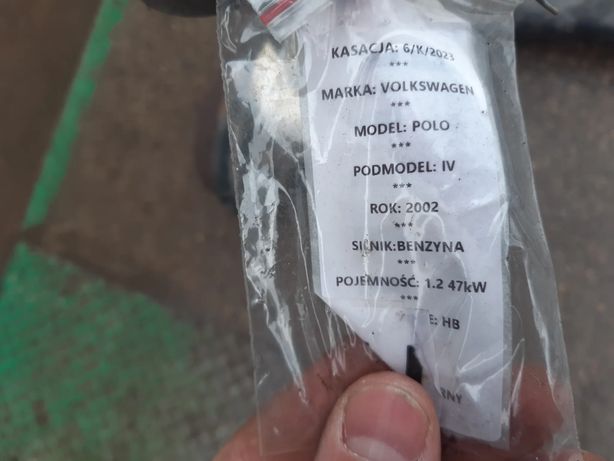 KASACJA: 6/K/2023
***
MARKA: VOLKSWAGEN
***
MODEL: POLO
***
PODMODEL: IV
***
ROK: 2002
***
SILNIK:BENZYNA
***
POJEMNOŚĆ: 1.2 47kW
***
E: HB
RNY